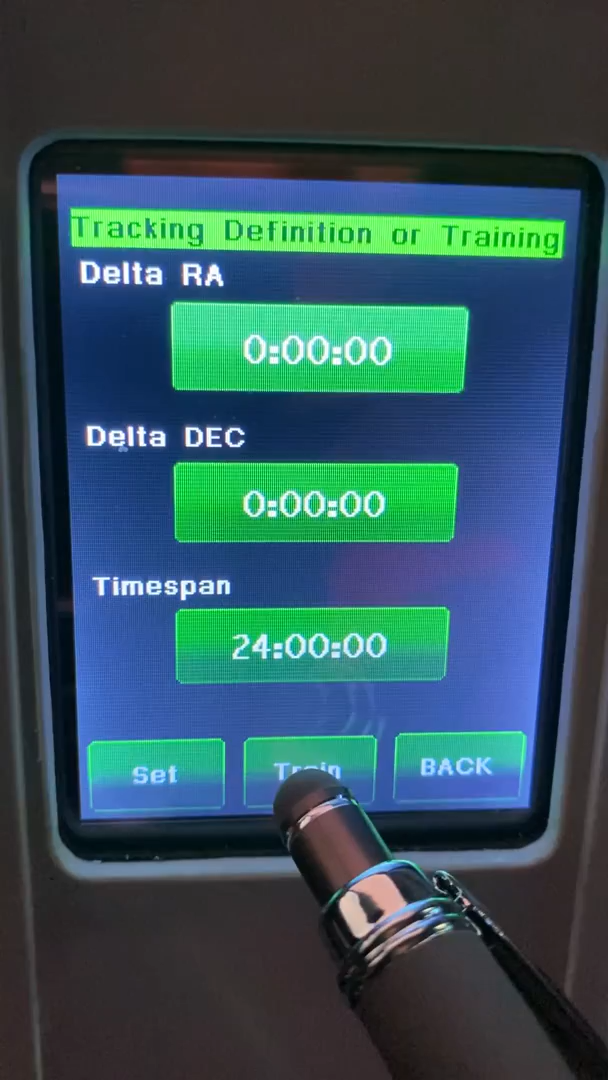 Tracking Definition or Training
Delta RA
0:00:00
Delta DEC
0:00:00
Timespan
24:00:00
Set Train BACK